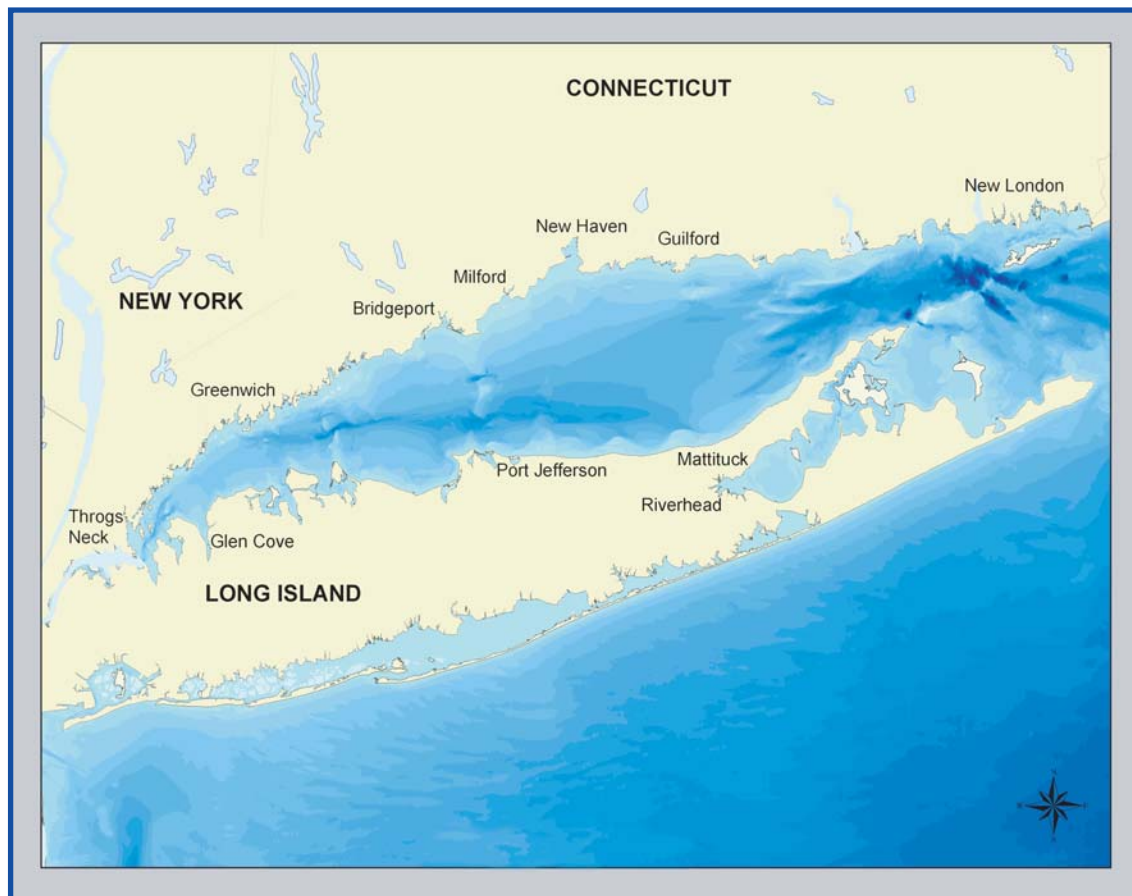 CONNECTICUT
New London
New Haven
Guilford
Milford
NEW YORK
Bridgeport
Greenwich
Mattituck
Port Jefferson
Riverhead
Throgs
Neck
Glen Cove
LONG ISLAND